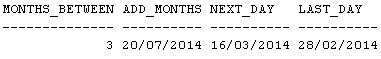 MONTHS_BETWEEN ADD_MONTHS NEXT_DAY   LAST_DAY
-------------- ---------- ---------- ----------
             3 20/07/2014 16/03/2014 28/02/2014